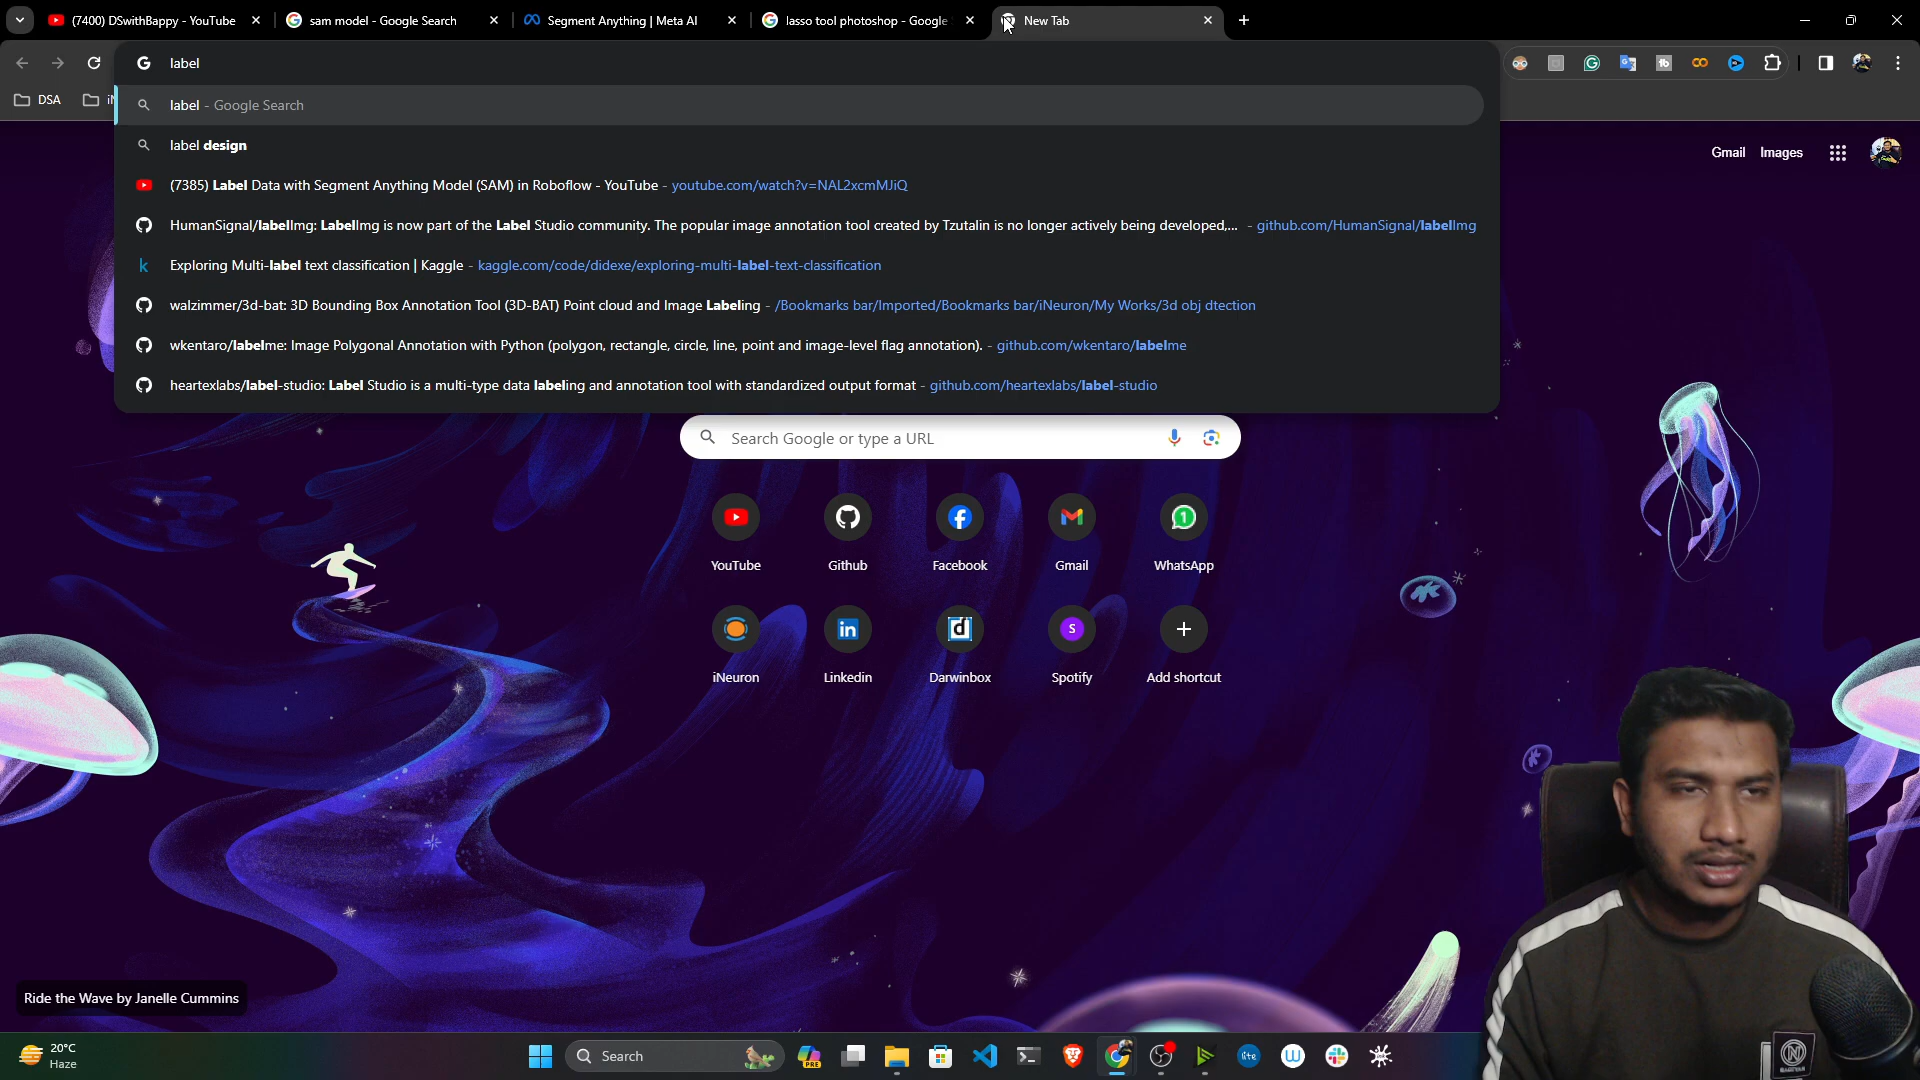 (7400) DSwithBappy - YouTube
sam model - Google Search
Segment Anything | Meta AI
lasso tool photoshop - Google
New Tab
label
DSA
label - Google Search
label design
(7385) Label Data with Segment Anything Model (SAM) in Roboflow - YouTube - youtube.com/watch?v=NAL2xcmMJiQ
HumanSignal/labelImg: LabelImg is now part of the Label Studio community. The popular image annotation tool created by Tzutalin is no longer actively being developed,... - github.com/HumanSignal/labelImg
Exploring Multi-label text classification | Kaggle - kaggle.com/code/didexe/exploring-multi-label-text-classification
walzimmer/3d-bat: 3D Bounding Box Annotation Tool (3D-BAT) Point cloud and Image Labeling - /Bookmarks bar/Imported/Bookmarks bar/iNeuron/My Works/3d obj dtection
wkentaro/labelme: Image Polygonal Annotation with Python (polygon, rectangle, circle, line, point and image-level flag annotation). - github.com/wkentaro/labelme
heartexlabs/label-studio: Label Studio is a multi-type data labeling and annotation tool with standardized output format - github.com/heartexlabs/label-studio
Gmail Images
Search Google or type a URL
YouTube
Github
Facebook
Gmail
WhatsApp
iNeuron
Linkedin
Darwinbox
Spotify
Add shortcut
Ride the Wave by Janelle Cummins
20°C
Haze
Search
PRE
lite